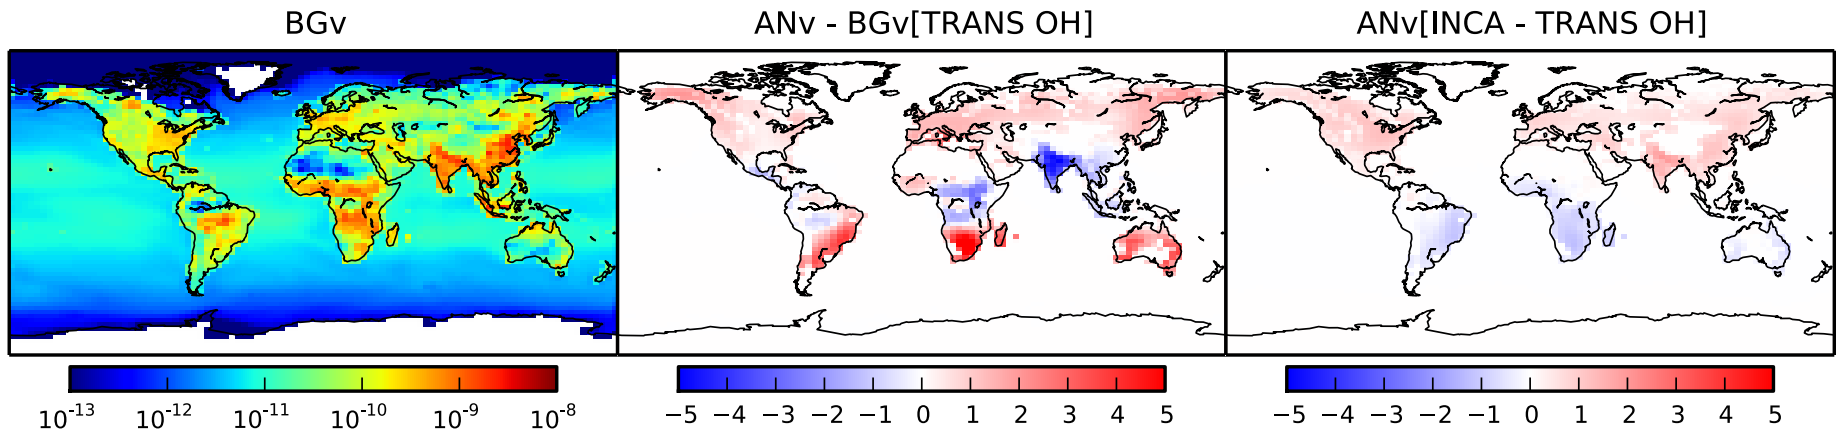 BGv
ANv - BGv[TRANS OH]
ANv[INCA - TRANS OH]
10⁻¹³ 10⁻¹² 10⁻¹¹ 10⁻¹⁰ 10⁻⁹ 10⁻⁸
−5 −4 −3 −2 −1 0 1 2 3 4 5
−5 −4 −3 −2 −1 0 1 2 3 4 5